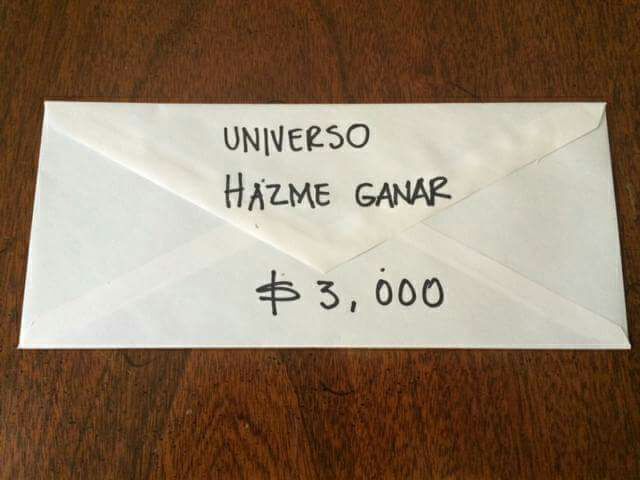 UNIVERSO
HÁZME GANAR
$ 3,000